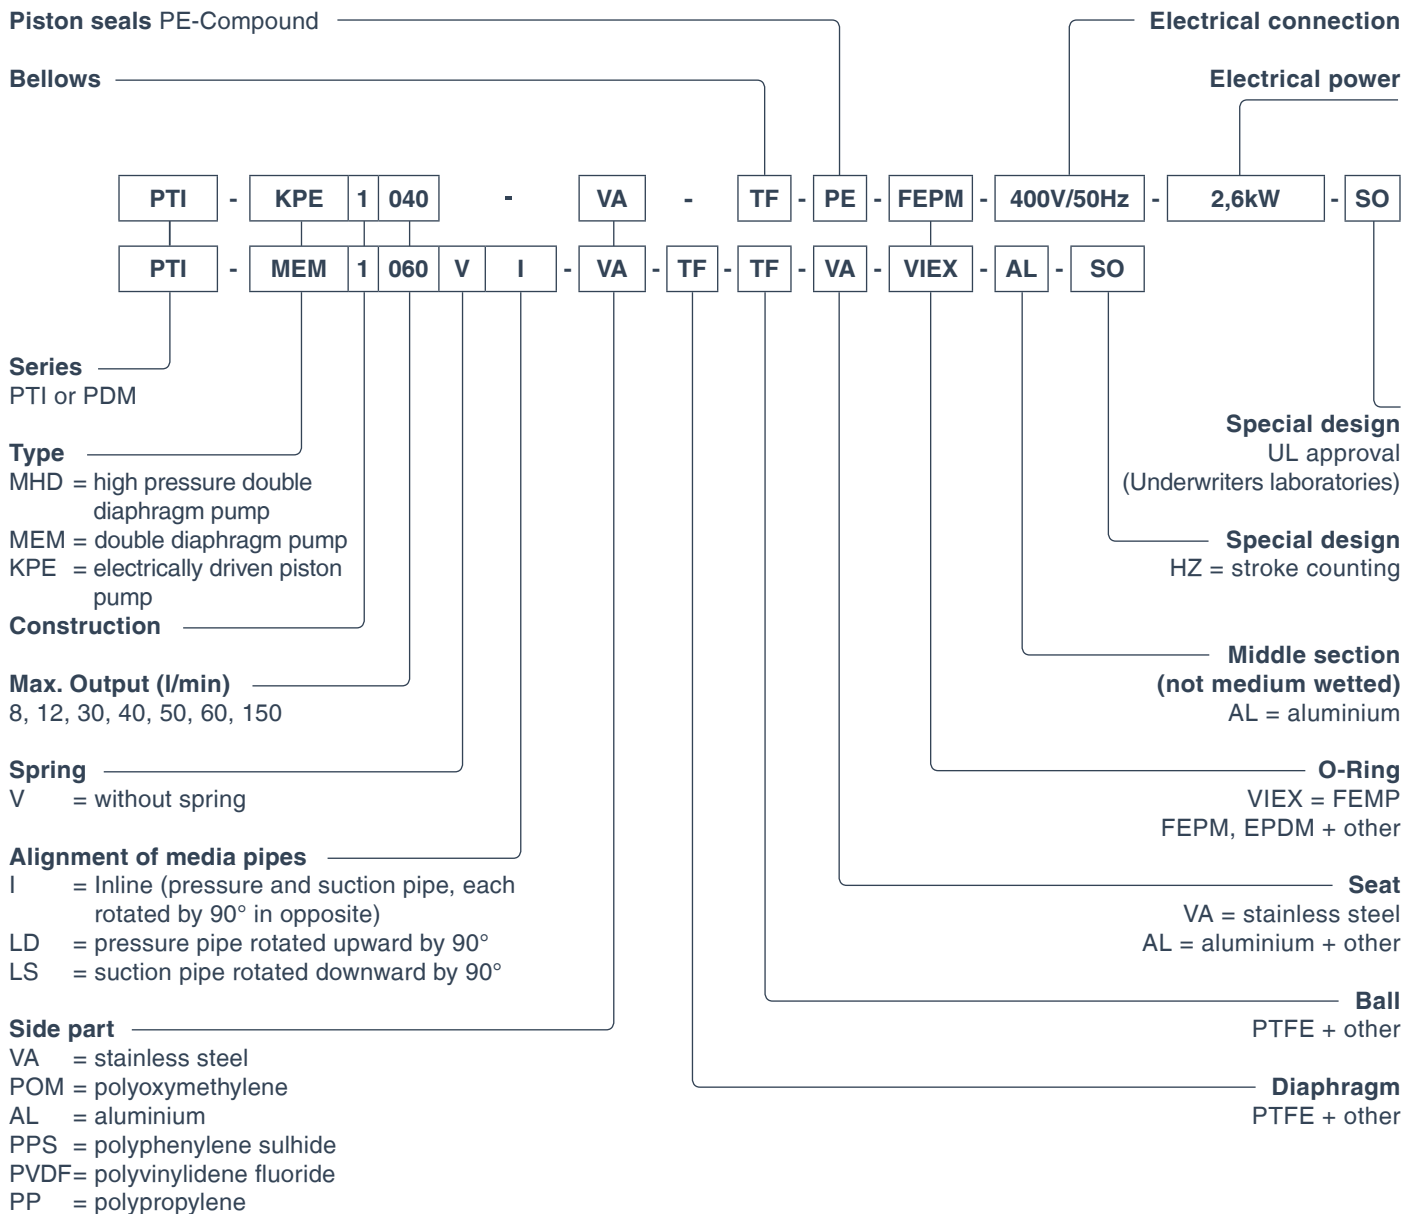 Piston seals PE-Compound
Electrical connection
Bellows
Electrical power
PTI - KPE 1 040 - VA - TF - PE - FEPM - 400V/50Hz - 2,6kW - SO
PTI - MEM 1 060 V I - VA - TF - TF - VA - VIEX - AL - SO
Series
PTI or PDM
Type
MHD = high pressure double
diaphragm pump
MEM = double diaphragm pump
KPE = electrically driven piston
pump
Construction
Max. Output (l/min)
8, 12, 30, 40, 50, 60, 150
Spring
V = without spring
Alignment of media pipes
I = Inline (pressure and suction pipe, each
rotated by 90° in opposite)
LD = pressure pipe rotated upward by 90°
LS = suction pipe rotated downward by 90°
Side part
VA = stainless steel
POM = polyoxymethylene
AL = aluminium
PPS = polyphenylene sulhide
PVDF= polyvinylidene fluoride
PP = polypropylene
Special design
UL approval
(Underwriters laboratories)
Special design
HZ = stroke counting
Middle section
(not medium wetted)
AL = aluminium
O-Ring
VIEX = FEMP
FEPM, EPDM + other
Seat
VA = stainless steel
AL = aluminium + other
Ball
PTFE + other
Diaphragm
PTFE + other